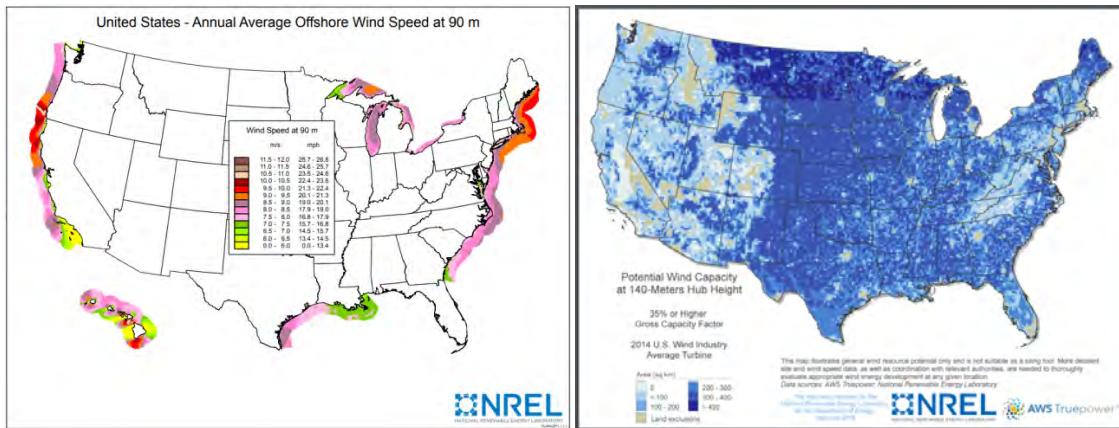 United States - Annual Average Offshore Wind Speed at 90 m
Wind Speed at 90 m
m/s mph
11.5 - 12.0 25.7 - 26.8
11.0 - 11.5 24.6 - 25.7
10.5 - 11.0 23.5 - 24.6
10.0 - 10.5 22.4 - 23.5
9.5 - 10.0 21.3 - 22.4
9.0 - 9.5 20.1 - 21.3
8.5 - 9.0 19.0 - 20.1
8.0 - 8.5 17.9 - 19.0
7.5 - 8.0 16.8 - 17.9
7.0 - 7.5 15.7 - 16.8
6.5 - 7.0 14.5 - 15.7
6.0 - 6.5 13.4 - 14.5
0.0 - 6.0 0.0 - 13.4
NREL
NATIONAL RENEWABLE ENERGY LABORATORY
Potential Wind Capacity
at 140-Meters Hub Height
35% or Higher
Gross Capacity Factor
2014 U.S. Wind Industry
Average Turbine
Area (sq km)
0 200 - 300
< 100 300 - 400
100 - 200
Land exclusions
This map illustrates general wind resource potential only and is not suitable as a siting tool. More detailed
site and wind speed data, as well as coordination with relevant authorities, are needed to thoroughly
evaluate appropriate wind energy development at any given location.
Data sources: AWS Truepower, National Renewable Energy Laboratory
NREL
NATIONAL RENEWABLE ENERGY LABORATORY
AWS Truepower